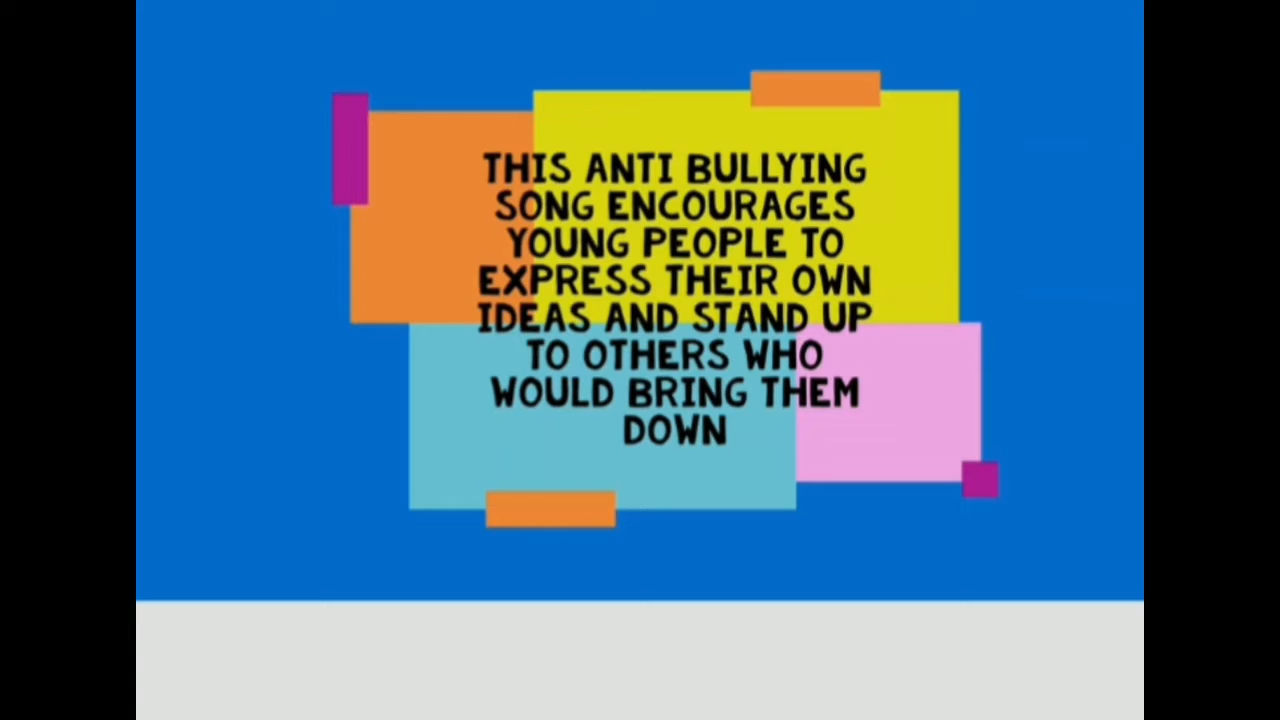 THIS ANTI BULLYING
SONG ENCOURAGES
YOUNG PEOPLE TO
EXPRESS THEIR OWN
IDEAS AND STAND UP
TO OTHERS WHO
WOULD BRING THEM
DOWN